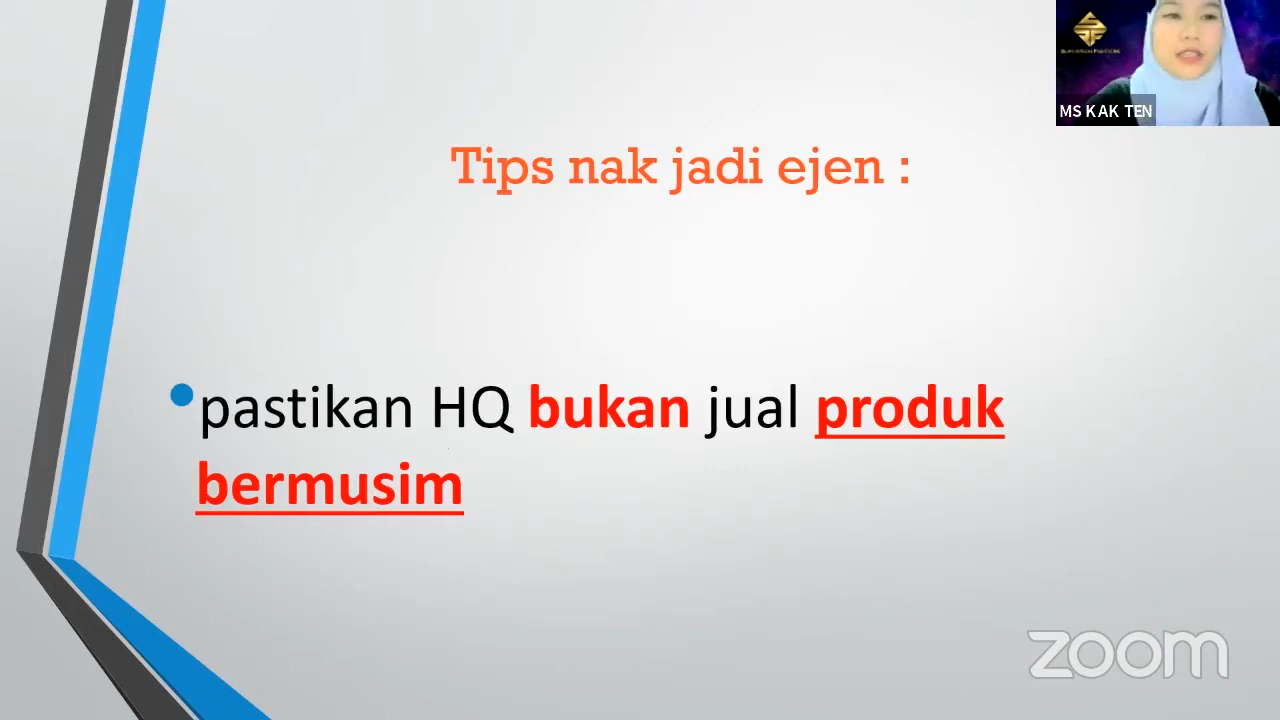 MS KAK TEN
Tips nak jadi ejen :
pastikan HQ bukan jual produk
bermusim
zoom